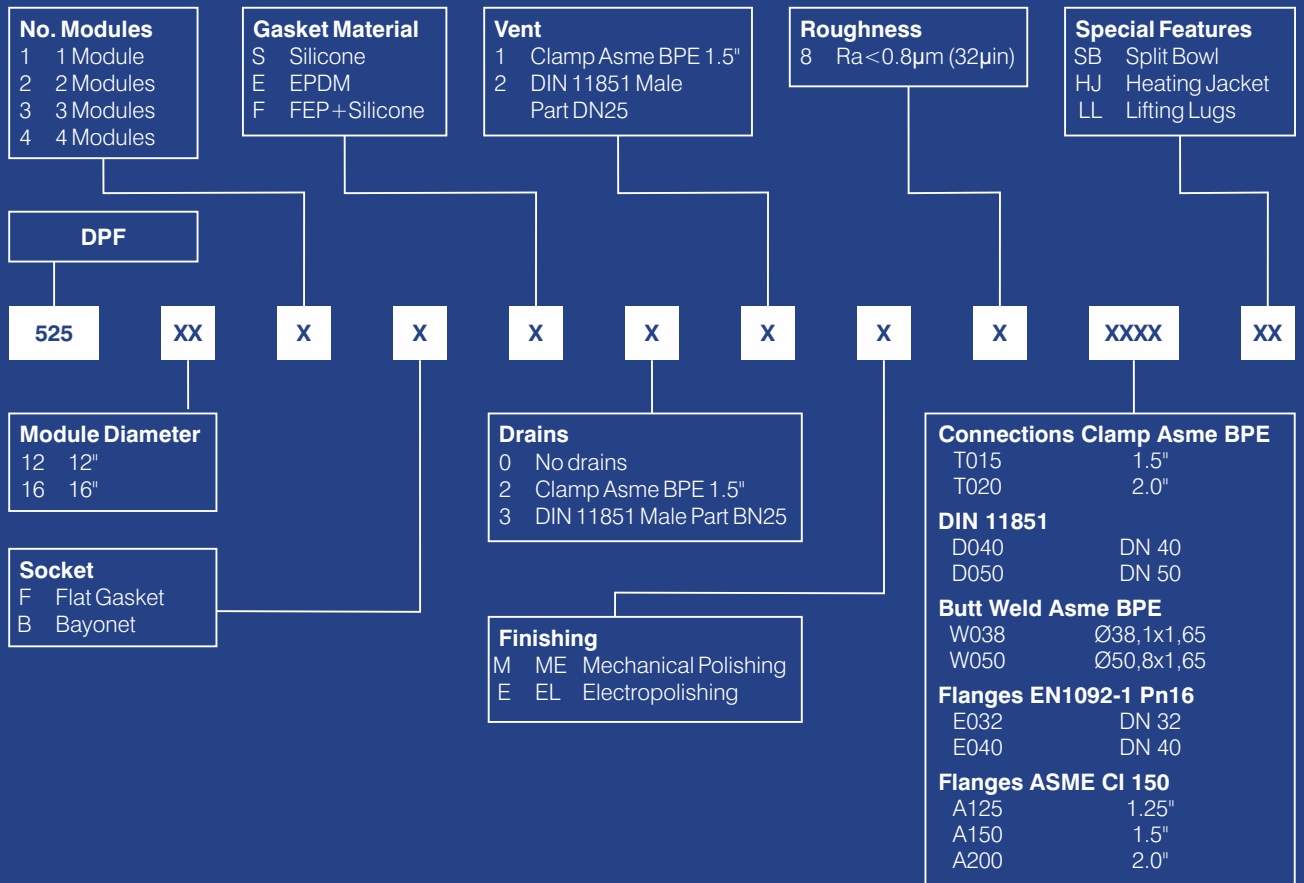 No. Modules
1 1 Module
2 2 Modules
3 3 Modules
4 4 Modules
Gasket Material
S Silicone
E EPDM
F FEP+Silicone
Vent
1 Clamp Asme BPE 1.5"
2 DIN 11851 Male
Part DN25
Roughness
8 Ra<0.8µm (32µin)
Special Features
SB Split Bowl
HJ Heating Jacket
LL Lifting Lugs
DPF
525 XX X X X X X X X XXXX XX
Module Diameter
12 12"
16 16"
Socket
F Flat Gasket
B Bayonet
Drains
0 No drains
2 Clamp Asme BPE 1.5"
3 DIN 11851 Male Part BN25
Finishing
M ME Mechanical Polishing
E EL Electropolishing
Connections Clamp Asme BPE
T015 1.5"
T020 2.0"
DIN 11851
D040 DN 40
D050 DN 50
Butt Weld Asme BPE
W038 Ø38,1x1,65
W050 Ø50,8x1,65
Flanges EN1092-1 Pn16
E032 DN 32
E040 DN 40
Flanges ASME Cl 150
A125 1.25"
A150 1.5"
A200 2.0"